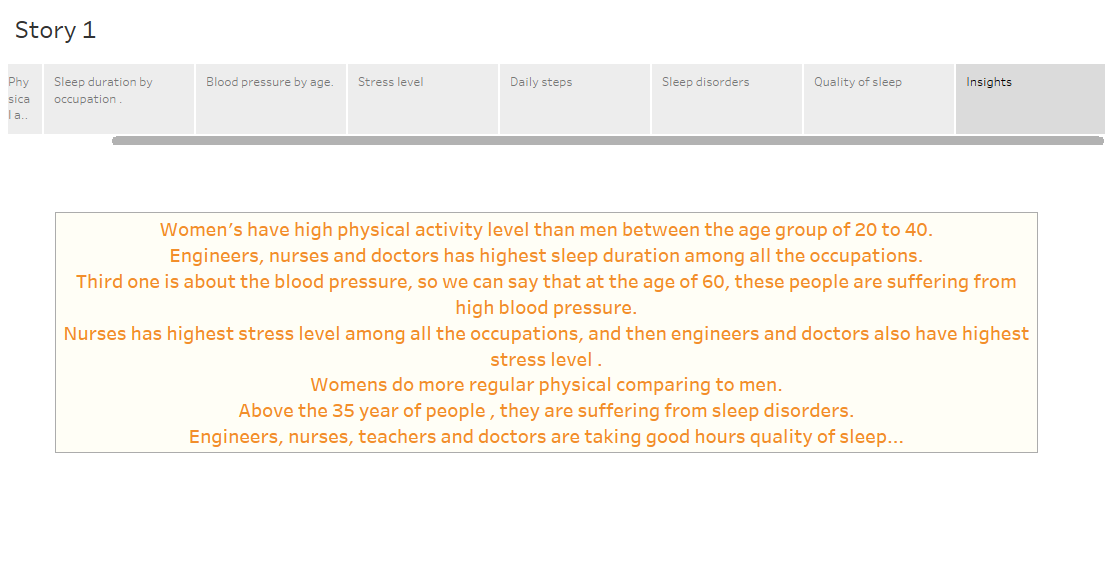 Story 1
Phy
sica
l a..
Sleep duration by
occupation .
Blood pressure by age.
Stress level
Daily steps
Sleep disorders
Quality of sleep
Insights
Women’s have high physical activity level than men between the age group of 20 to 40.
Engineers, nurses and doctors has highest sleep duration among all the occupations.
Third one is about the blood pressure, so we can say that at the age of 60, these people are suffering from
high blood pressure.
Nurses has highest stress level among all the occupations, and then engineers and doctors also have highest
stress level .
Womens do more regular physical comparing to men.
Above the 35 year of people , they are suffering from sleep disorders.
Engineers, nurses, teachers and doctors are taking good hours quality of sleep...